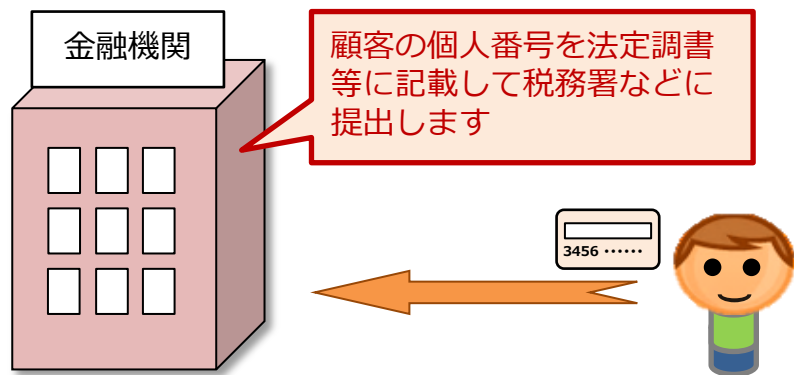 金融機関
顧客の個人番号を法定調書
等に記載して税務署などに
提出します
3456 ‥‥‥